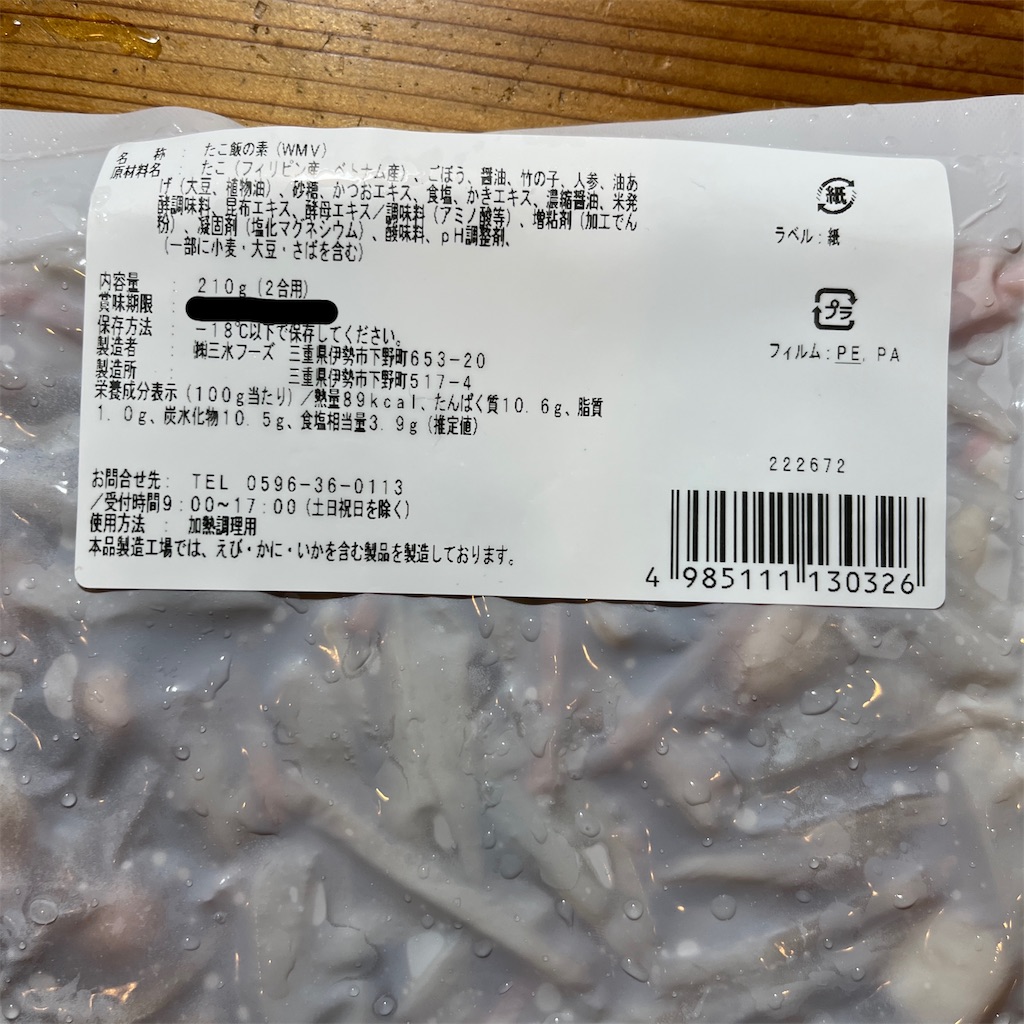 名　称 : たこ飯の素（WMV）
原材料名 : たこ（フィリピン産、ベトナム産）、ごぼう、醤油、竹の子、人参、油あ
げ（大豆、植物油）、砂糖、かつおエキス、食塩、かきエキス、濃縮醤油、米発
酵調味料、昆布エキス、酵母エキス／調味料（アミノ酸等）、増粘剤（加工でん
粉）、凝固剤（塩化マグネシウム）、酸味料、pH調整剤、
（一部に小麦・大豆・さばを含む）
紙
ラベル：紙
内容量 : 210g（2合用）
賞味期限 :
保存方法 : －18℃以下で保存してください。
製造者 : ㈱三水フーズ　三重県伊勢市下野町653－20
製造所 : 三重県伊勢市下野町517－4
栄養成分表示（100g当たり）／熱量89kcal、たんぱく質10.6g、脂質
1.0g、炭水化物10.5g、食塩相当量3.9g（推定値）
プラ
フィルム：PE, PA
お問合せ先： TEL 0596－36－0113
／受付時間9：00～17：00（土日祝日を除く）
使用方法 : 加熱調理用
本品製造工場では、えび・かに・いかを含む製品を製造しております。
222672
4 985111 130326